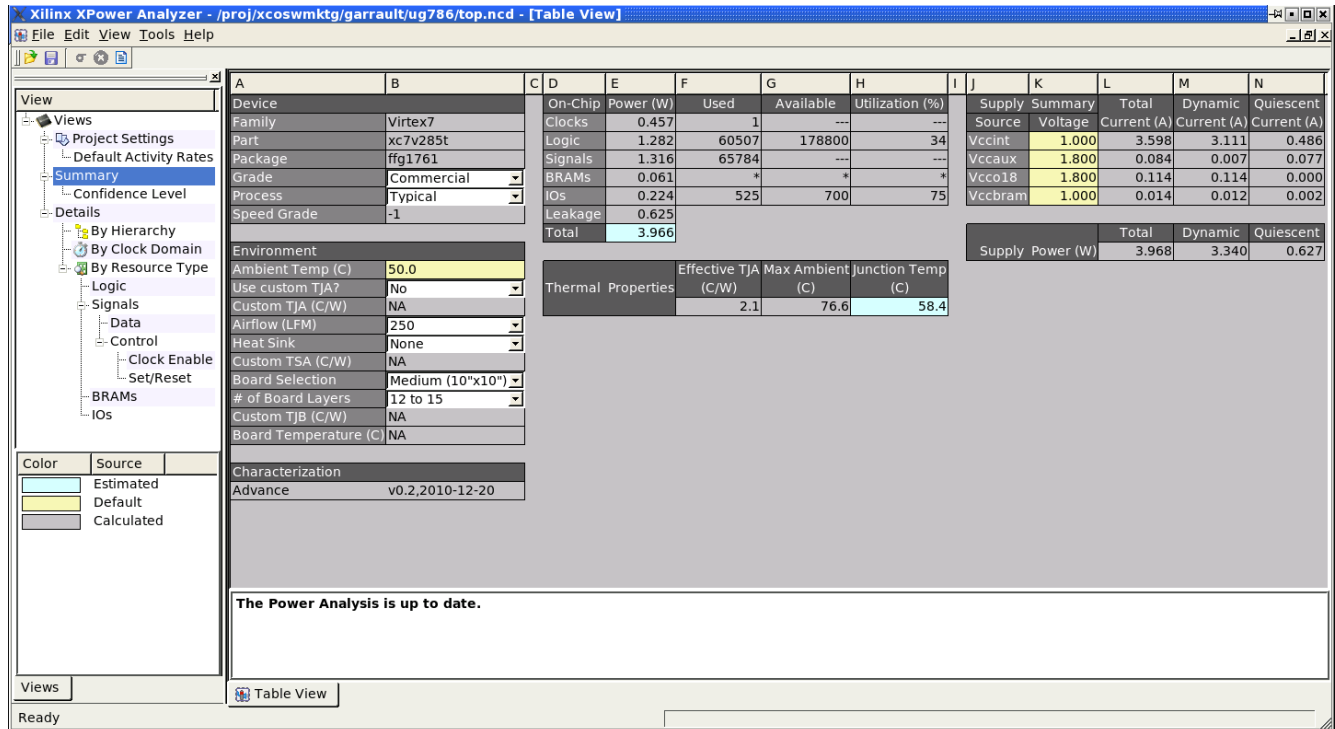 Xilinx XPower Analyzer - /proj/xcoswmktg/garrault/ug786/top.ncd - [Table View]
File Edit View Tools Help
View
Views
Project Settings
Default Activity Rates
Summary
Confidence Level
Details
By Hierarchy
By Clock Domain
By Resource Type
Logic
Signals
Data
Control
Clock Enable
Set/Reset
BRAMs
IOs
Color Source
Estimated
Default
Calculated
Views
A B C D E F G H I J K L M N
Device
Family Virtex7
Part xc7v285t
Package ffg1761
Grade Commercial
Process Typical
Speed Grade -1
Environment
Ambient Temp (C) 50.0
Use custom TJA? No
Custom TJA (C/W) NA
Airflow (LFM) 250
Heat Sink None
Custom TSA (C/W) NA
Board Selection Medium (10"x10")
# of Board Layers 12 to 15
Custom TJB (C/W) NA
Board Temperature (C) NA
Characterization
Advance v0.2,2010-12-20
On-Chip Power (W) Used Available Utilization (%)
Clocks 0.457 1 --- ---
Logic 1.282 60507 178800 34
Signals 1.316 65784 --- ---
BRAMs 0.061 * * *
IOs 0.224 525 700 75
Leakage 0.625
Total 3.966
Effective TJA Max Ambient Junction Temp
Thermal Properties (C/W) (C) (C)
2.1 76.6 58.4
Supply Summary Total Dynamic Quiescent
Source Voltage Current (A) Current (A) Current (A)
Vccint 1.000 3.598 3.111 0.486
Vccaux 1.800 0.084 0.007 0.077
Vcco18 1.800 0.114 0.114 0.000
Vccbram 1.000 0.014 0.012 0.002
Total Dynamic Quiescent
Supply Power (W) 3.968 3.340 0.627
The Power Analysis is up to date.
Table View
Ready